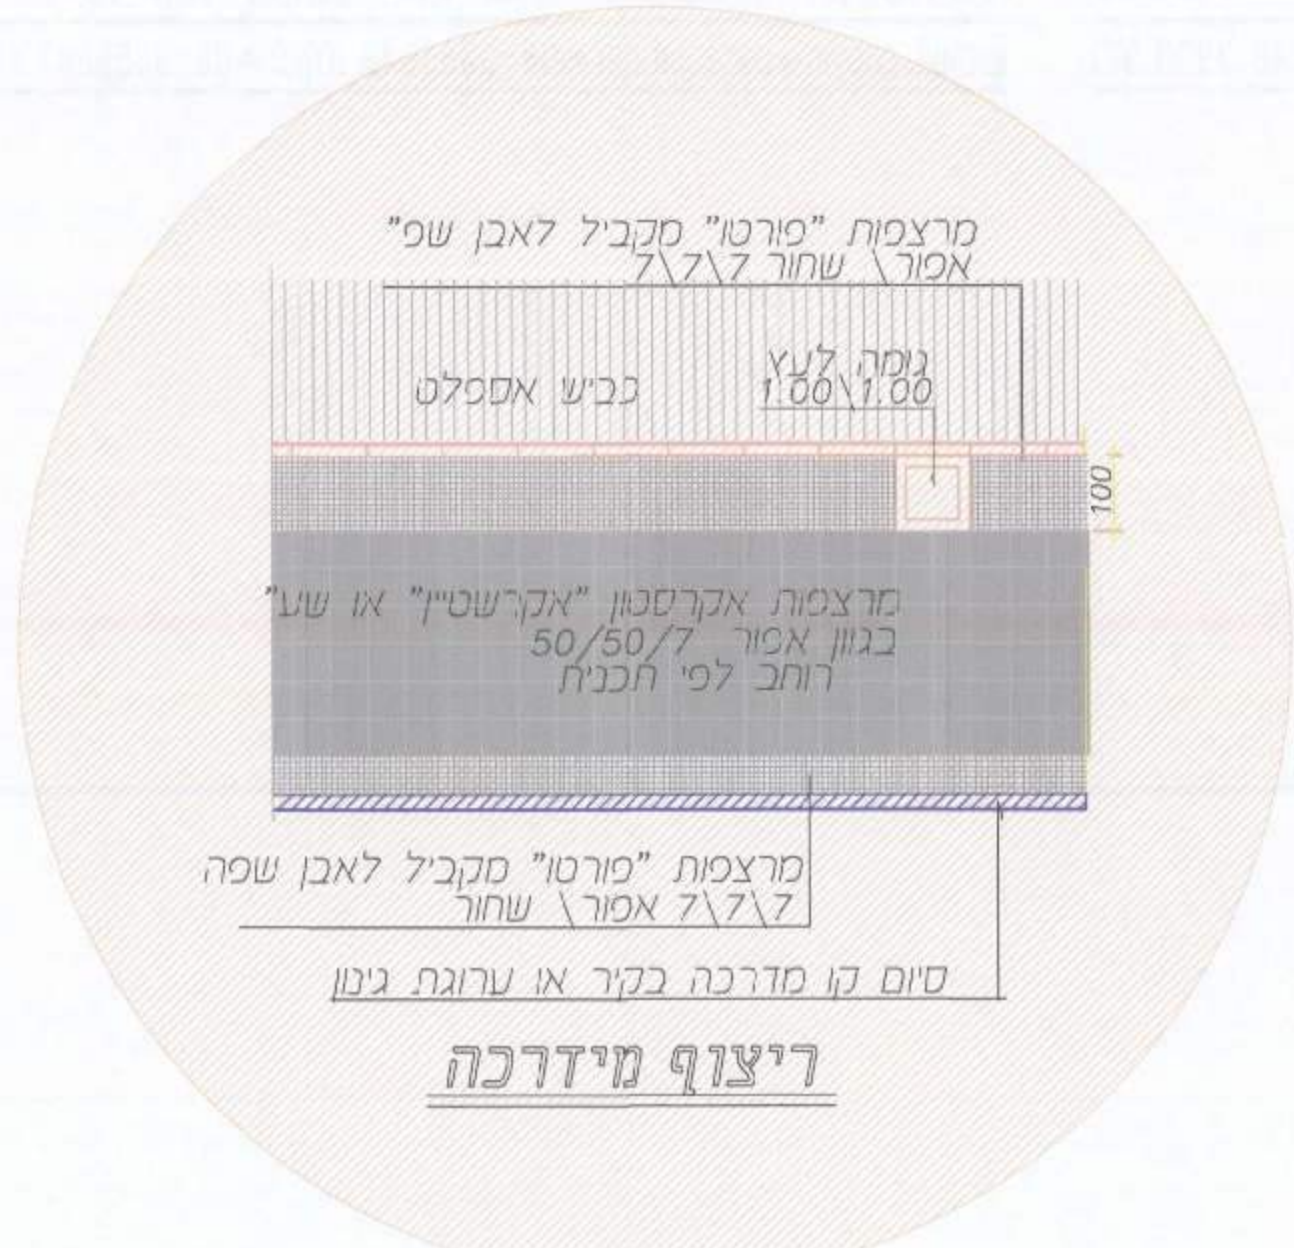 מרצפות "פורטו" מקביל לאבן שפ"
אפור\ שחור 7\7\7
גומה לעץ
1.00\1.00
כביש אספלט
100
מרצפות אקרסטון "אקרשטיין" או שע"
בגוון אפור 50/50/7
רוחב לפי תכנית
מרצפות "פורטו" מקביל לאבן שפה
7\7\7 אפור\ שחור
סיום קו מדרכה בקיר או ערוגת גינון
ריצוף מידרכה